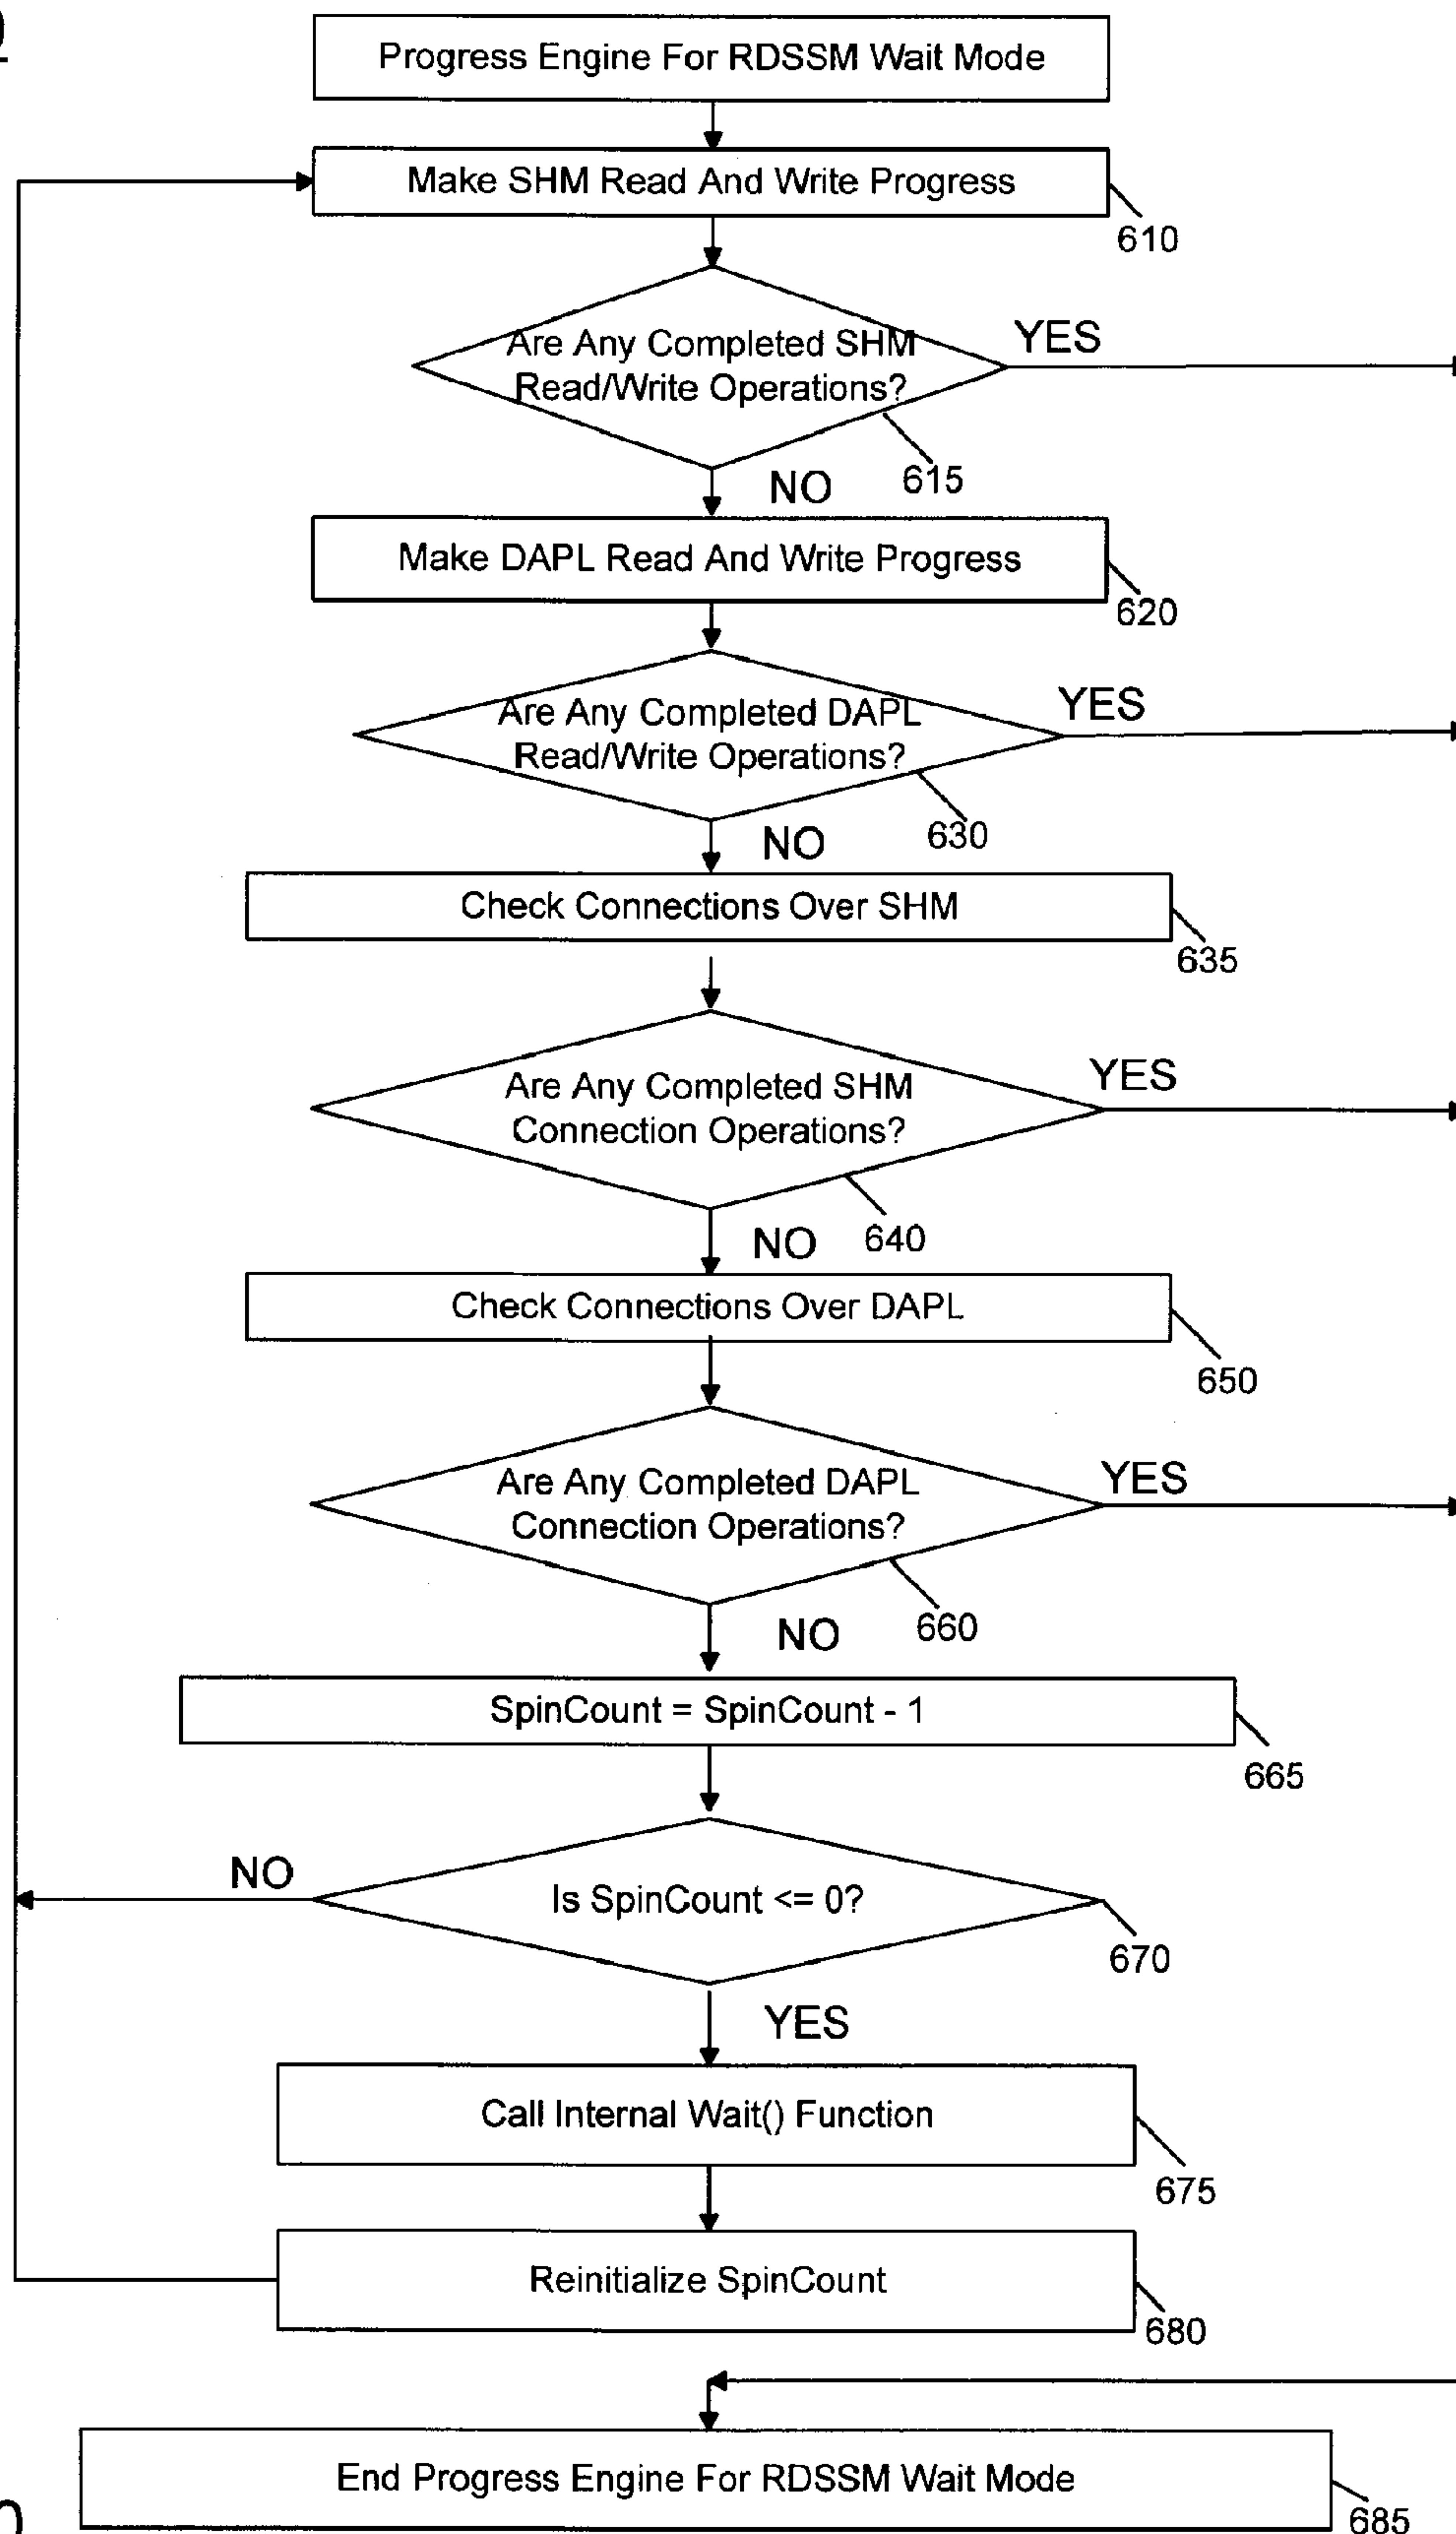 Progress Engine For RDSSM Wait Mode
Make SHM Read And Write Progress
610
Are Any Completed SHM
Read/Write Operations?
YES
615
NO
Make DAPL Read And Write Progress
620
Are Any Completed DAPL
Read/Write Operations?
YES
630
NO
Check Connections Over SHM
635
Are Any Completed SHM
Connection Operations?
YES
640
NO
Check Connections Over DAPL
650
Are Any Completed DAPL
Connection Operations?
YES
660
NO
SpinCount = SpinCount - 1
665
NO
Is SpinCount <= 0?
670
YES
Call Internal Wait() Function
675
Reinitialize SpinCount
680
End Progress Engine For RDSSM Wait Mode
685